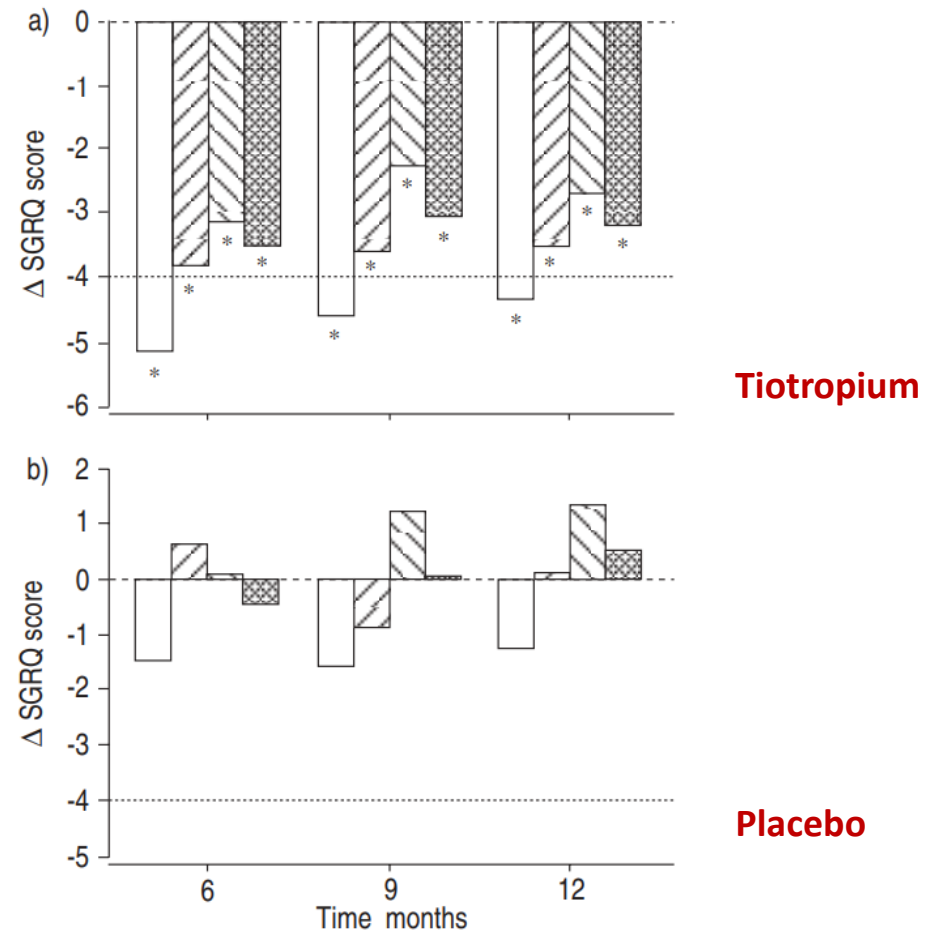 a)
0
-1
-2
-3
-4
-5
-6
Δ SGRQ score
* * * *
* * * *
* * * *
Tiotropium
b)
2
1
0
-1
-2
-3
-4
-5
Δ SGRQ score
Placebo
6 9 12
Time months